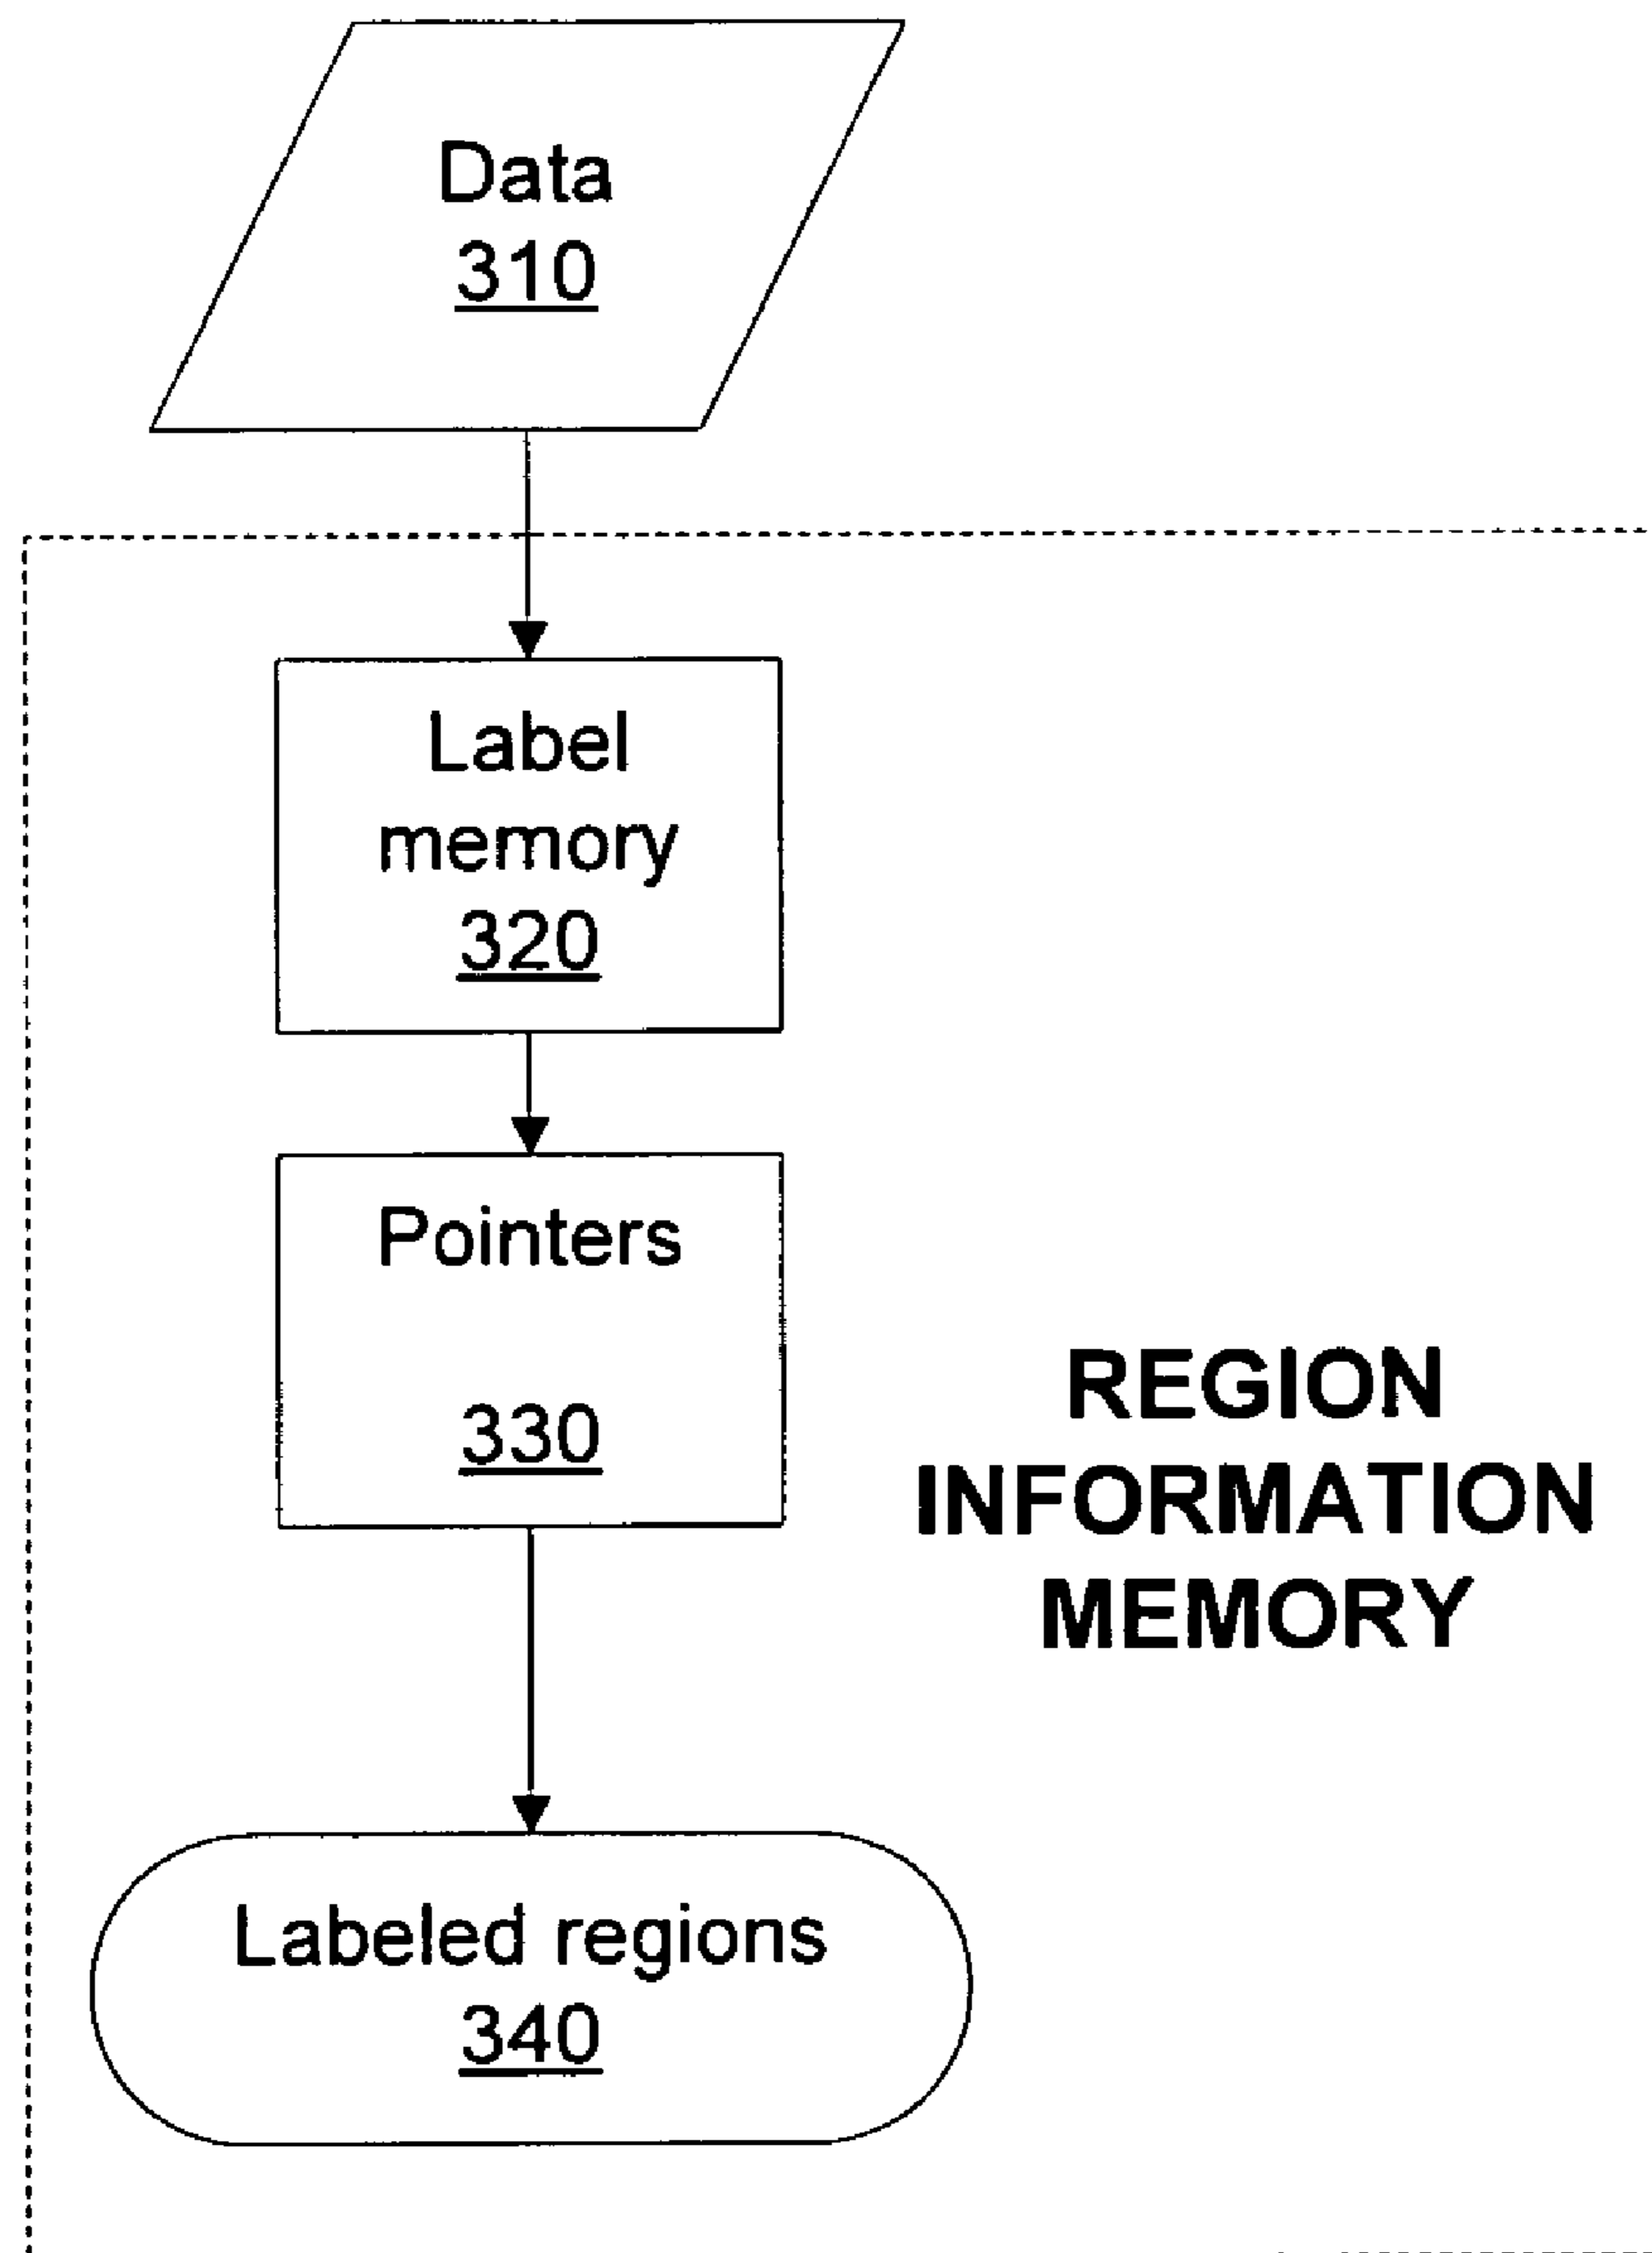 Data
310
Label
memory
320
Pointers
330
REGION
INFORMATION
MEMORY
Labeled regions
340